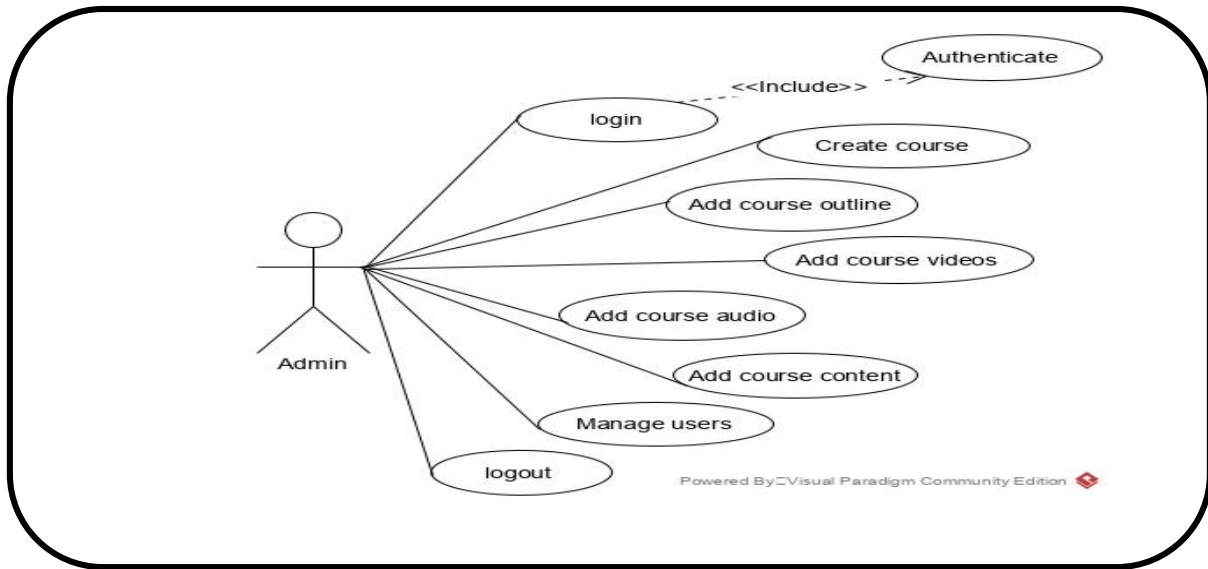 Authenticate
<<Include>>
login
Create course
Add course outline
Add course videos
Add course audio
Admin
Add course content
Manage users
logout
Powered By Visual Paradigm Community Edition